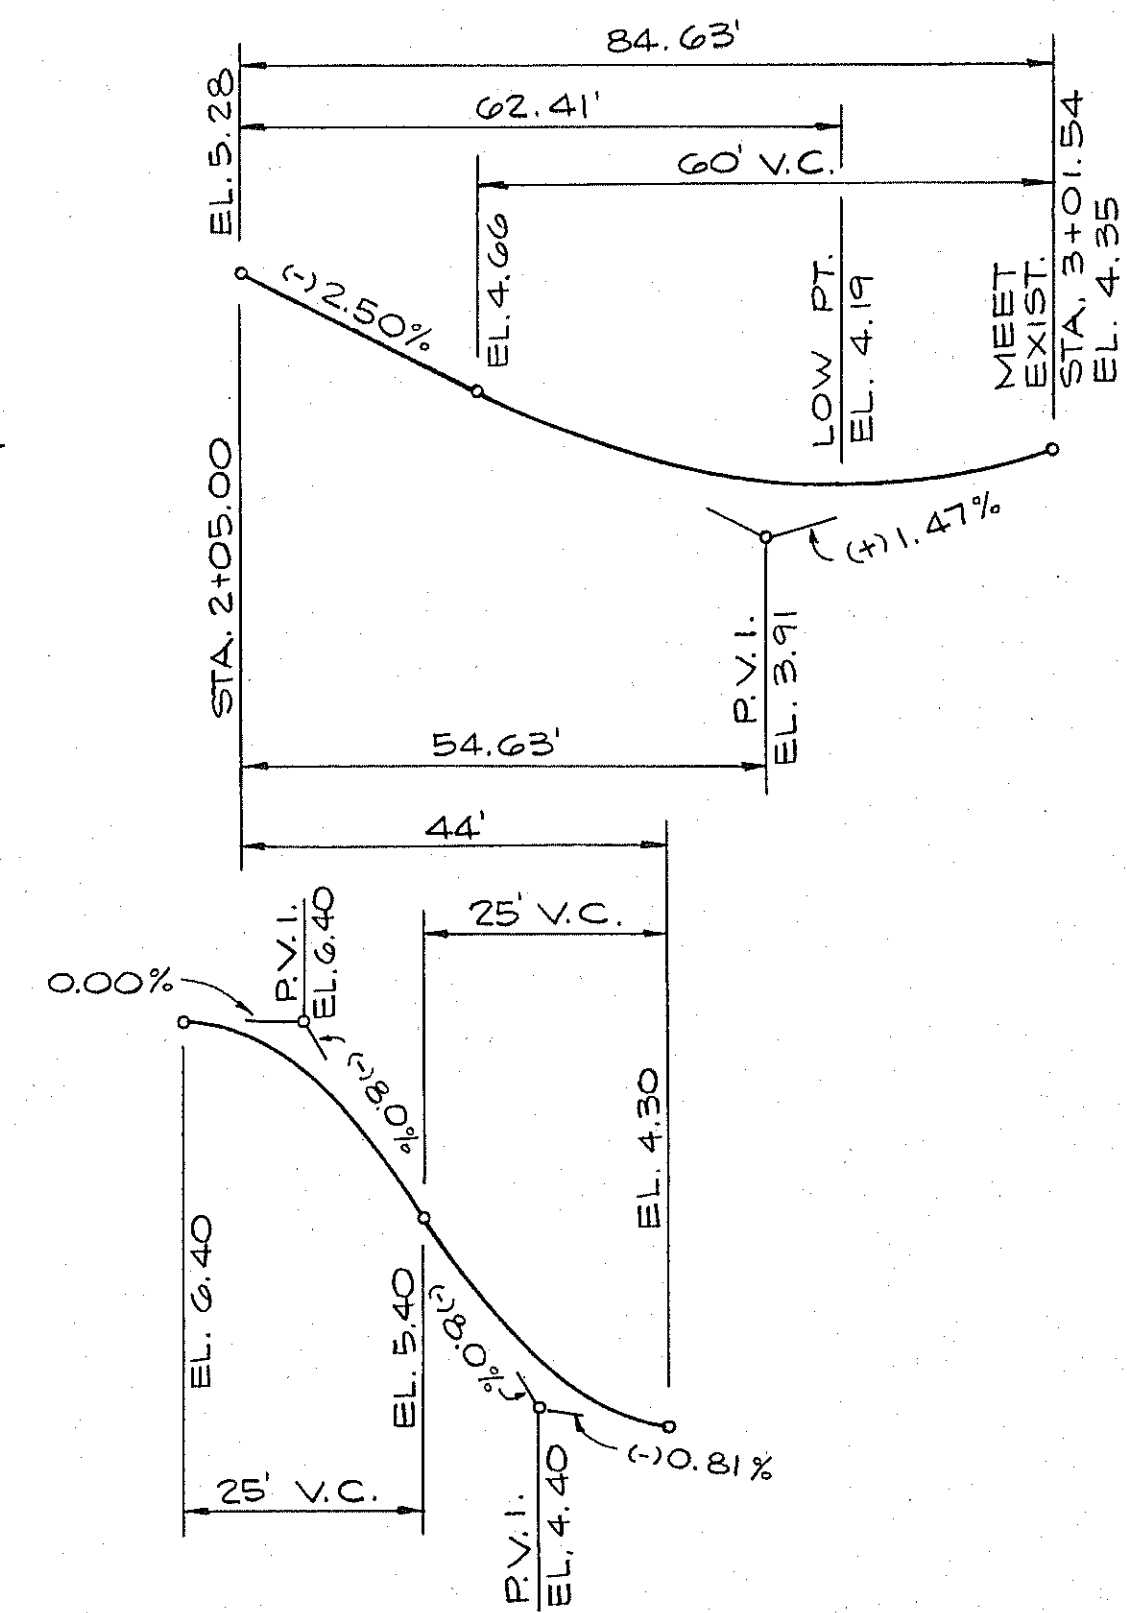 84.63'
62.41'
60' V.C.
EL. 5.28
(-) 2.50%
EL. 4.66
LOW PT.
EL. 4.19
MEET
EXIST.
STA. 3+01.54
EL. 4.35
STA. 2+05.00
(+) 1.47%
P.V.I.
EL. 3.91
54.63'
44'
25' V.C.
0.00%
P.V.I.
EL. 6.40
(-)8.0%
EL. 4.30
EL. 6.40
EL. 5.40
(-)8.0%
(-)0.81%
25' V.C.
P.V.I.
EL. 4.40